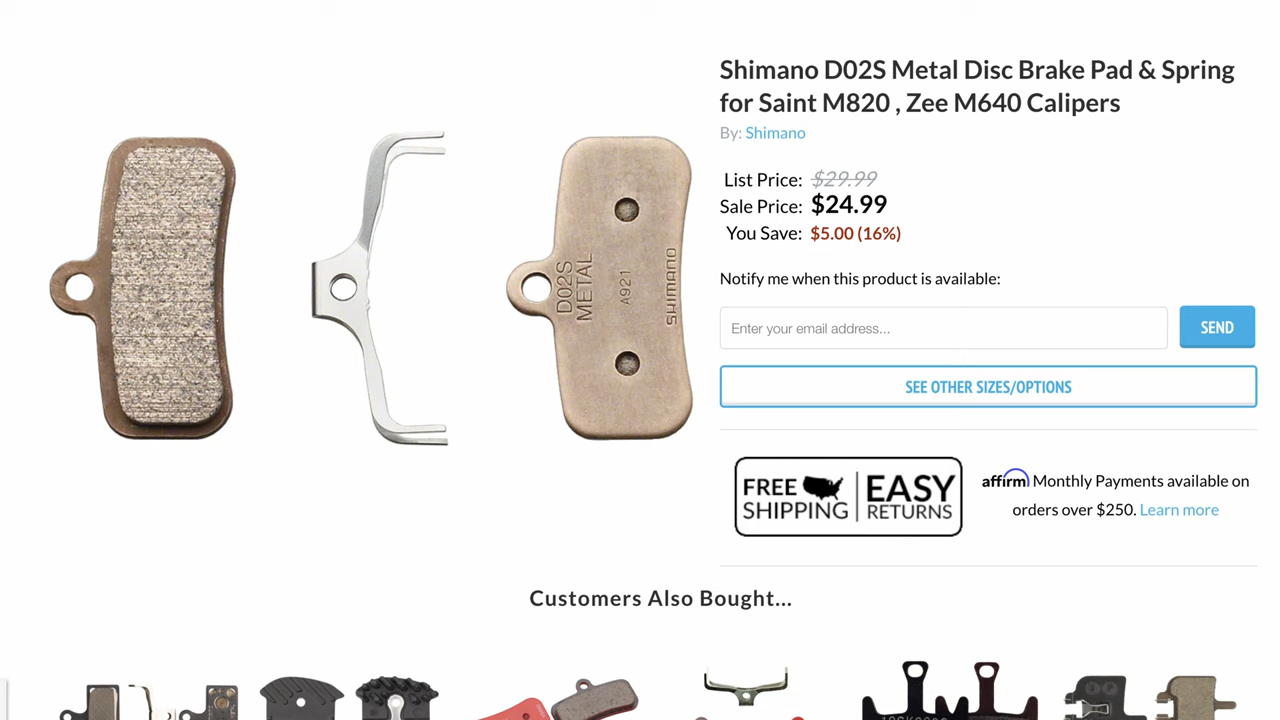 Shimano D02S Metal Disc Brake Pad & Spring
for Saint M820 , Zee M640 Calipers
By: Shimano
List Price: $29.99
Sale Price: $24.99
You Save: $5.00 (16%)
Notify me when this product is available:
Enter your email address...
SEND
SEE OTHER SIZES/OPTIONS
FREE SHIPPING
EASY RETURNS
affirm Monthly Payments available on
orders over $250. Learn more
D02S
METAL
A921
SHIMANO
Customers Also Bought...